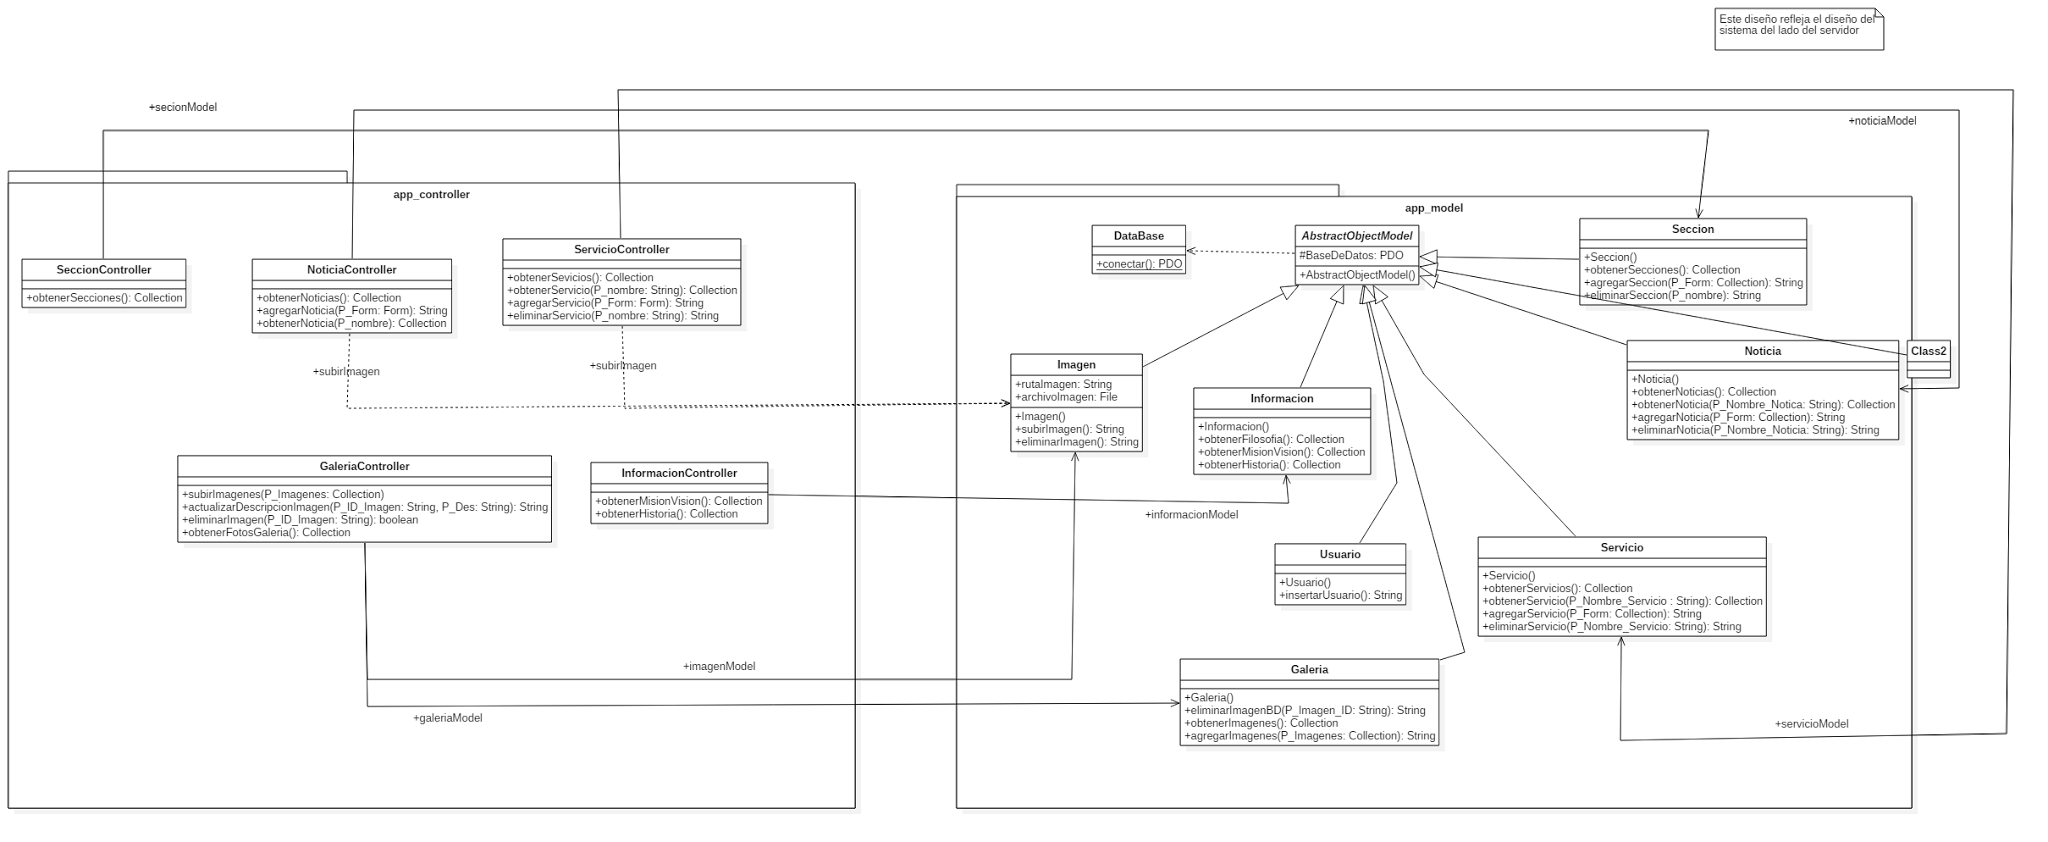 Este diseño refleja el diseño del
sistema del lado del servidor
+secionModel
+noticiaModel
app_controller
SeccionController
+obtenerSecciones(): Collection
NoticiaController
+obtenerNoticias(): Collection
+agregarNoticia(P_Form: Form): String
+obtenerNoticia(P_nombre): Collection
ServicioController
+obtenerSevicios(): Collection
+obtenerServicio(P_nombre: String): Collection
+agregarServicio(P_Form: Form): String
+eliminarServicio(P_nombre: String): String
+subirImagen
+subirImagen
GaleriaController
+subirImagenes(P_Imagenes: Collection)
+actualizarDescripcionImagen(P_ID_Imagen: String, P_Des: String): String
+eliminarImagen(P_ID_Imagen: String): boolean
+obtenerFotosGaleria(): Collection
InformacionController
+obtenerMisionVision(): Collection
+obtenerHistoria(): Collection
+imagenModel
+galeriaModel
app_model
DataBase
+conectar(): PDO
AbstractObjectModel
#BaseDeDatos: PDO
+AbstractObjectModel()
Seccion
+Seccion()
+obtenerSecciones(): Collection
+agregarSeccion(P_Form: Collection): String
+eliminarSeccion(P_nombre): String
Imagen
+rutaImagen: String
+archivoImagen: File
+Imagen()
+subirImagen(): String
+eliminarImagen(): String
Informacion
+Informacion()
+obtenerFilosofia(): Collection
+obtenerMisionVision(): Collection
+obtenerHistoria(): Collection
Noticia
+Noticia()
+obtenerNoticias(): Collection
+obtenerNoticia(P_Nombre_Notica: String): Collection
+agregarNoticia(P_Form: Collection): String
+eliminarNoticia(P_Nombre_Noticia: String): String
Class2
+informacionModel
Usuario
+Usuario()
+insertarUsuario(): String
Servicio
+Servicio()
+obtenerServicios(): Collection
+obtenerServicio(P_Nombre_Servicio : String): Collection
+agregarServicio(P_Form: Collection): String
+eliminarServicio(P_Nombre_Servicio: String): String
Galeria
+Galeria()
+eliminarImagenBD(P_Imagen_ID: String): String
+obtenerImagenes(): Collection
+agregarImagenes(P_Imagenes: Collection): String
+servicioModel